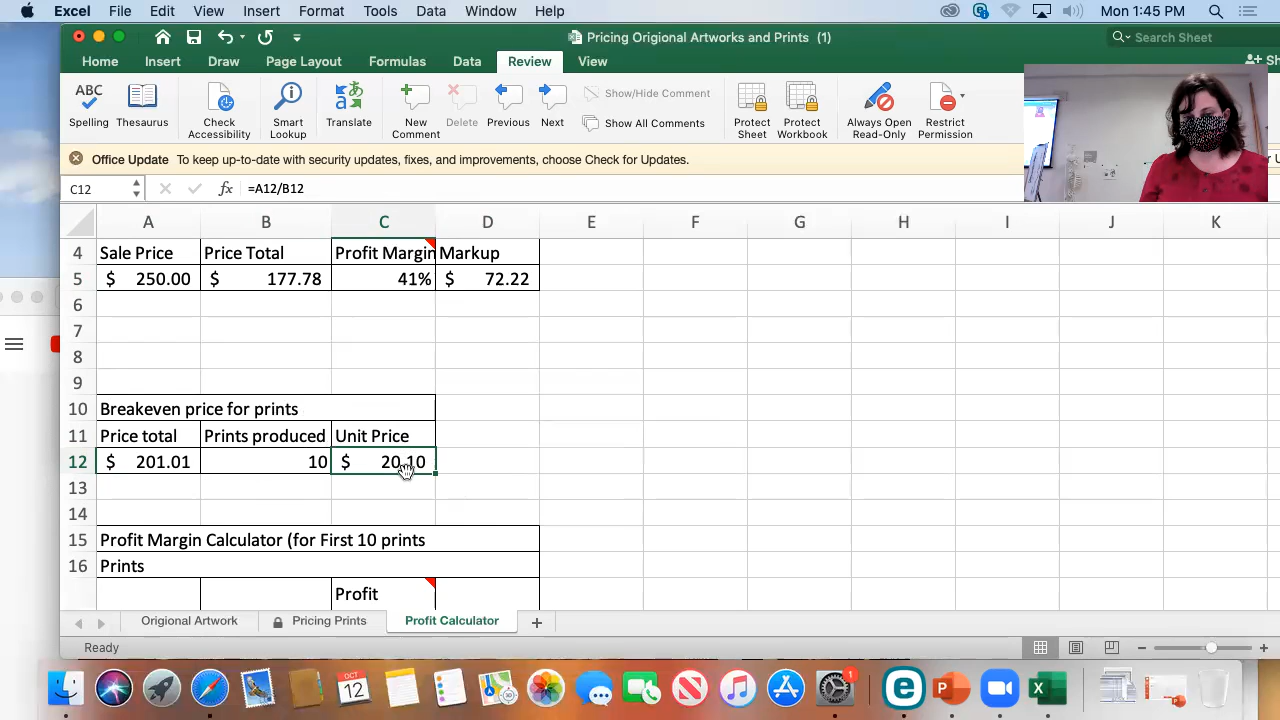 Excel File Edit View Insert Format Tools Data Window Help Mon 1:45 PM
Pricing Origional Artworks and Prints (1) Search Sheet
Home Insert Draw Page Layout Formulas Data Review View
ABC
Spelling Thesaurus Check Accessibility Smart Lookup Translate New Comment Delete Previous Next Show/Hide Comment Show All Comments Protect Sheet Protect Workbook Always Open Read-Only Restrict Permission
Office Update To keep up-to-date with security updates, fixes, and improvements, choose Check for Updates.
C12 fx =A12/B12
A B C D E F G H I J K
4 Sale Price Price Total Profit Margin Markup
5 $ 250.00 $ 177.78 41% $ 72.22
6
7
8
9
10 Breakeven price for prints
11 Price total Prints produced Unit Price
12 $ 201.01 10 $ 20.10
13
14
15 Profit Margin Calculator (for First 10 prints
16 Prints
Profit
Origional Artwork Pricing Prints Profit Calculator +
Ready
OCT
12
1